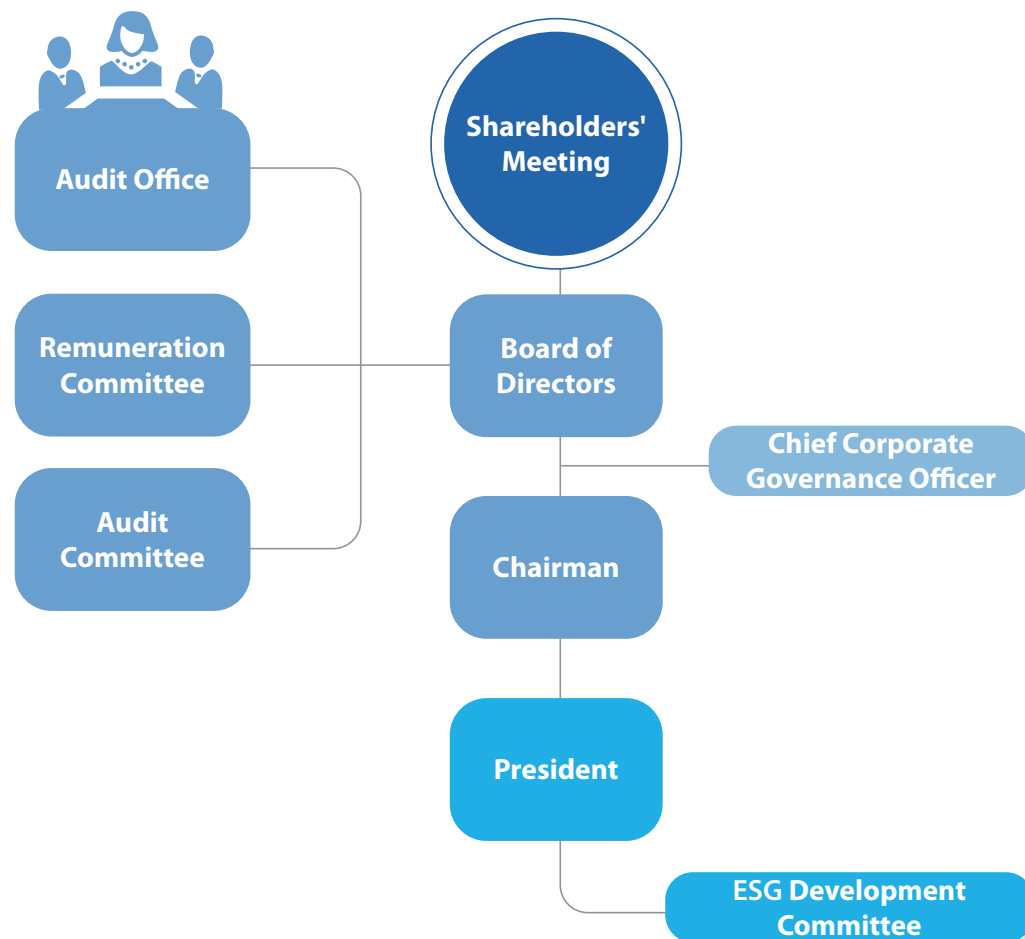 Shareholders'
Meeting
Audit Office
Remuneration
Committee
Board of
Directors
Chief Corporate
Governance Officer
Audit
Committee
Chairman
President
ESG Development
Committee